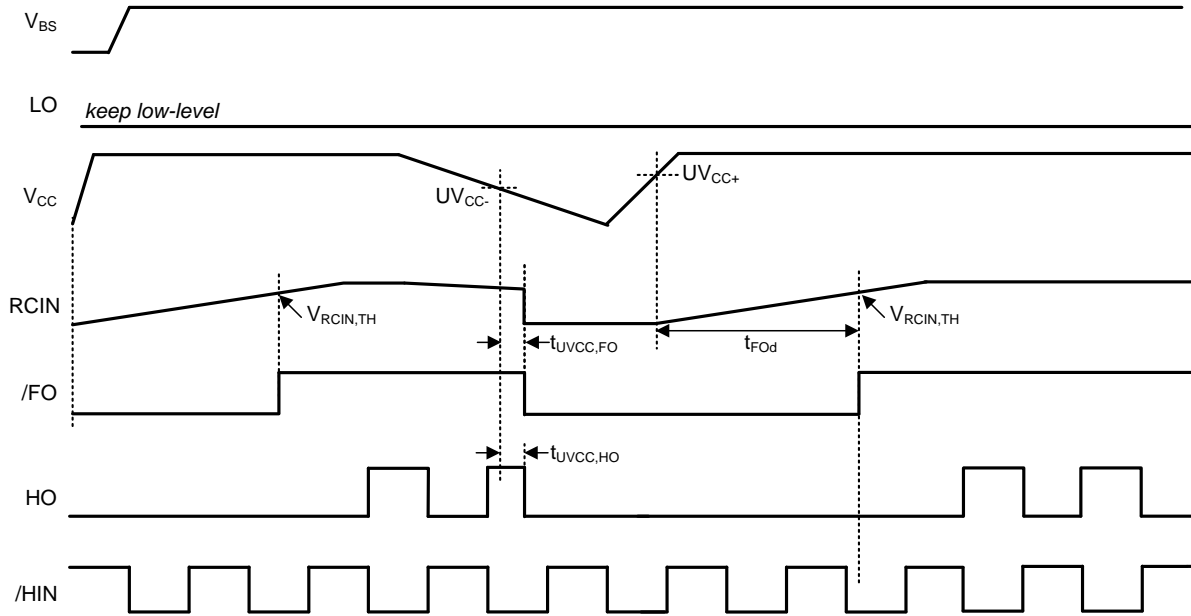 VBS
LO
keep low-level
VCC
UVCC-
UVCC+
RCIN
VRCIN,TH
VRCIN,TH
tUVCC,FO
tFOd
/FO
tUVCC,HO
HO
/HIN